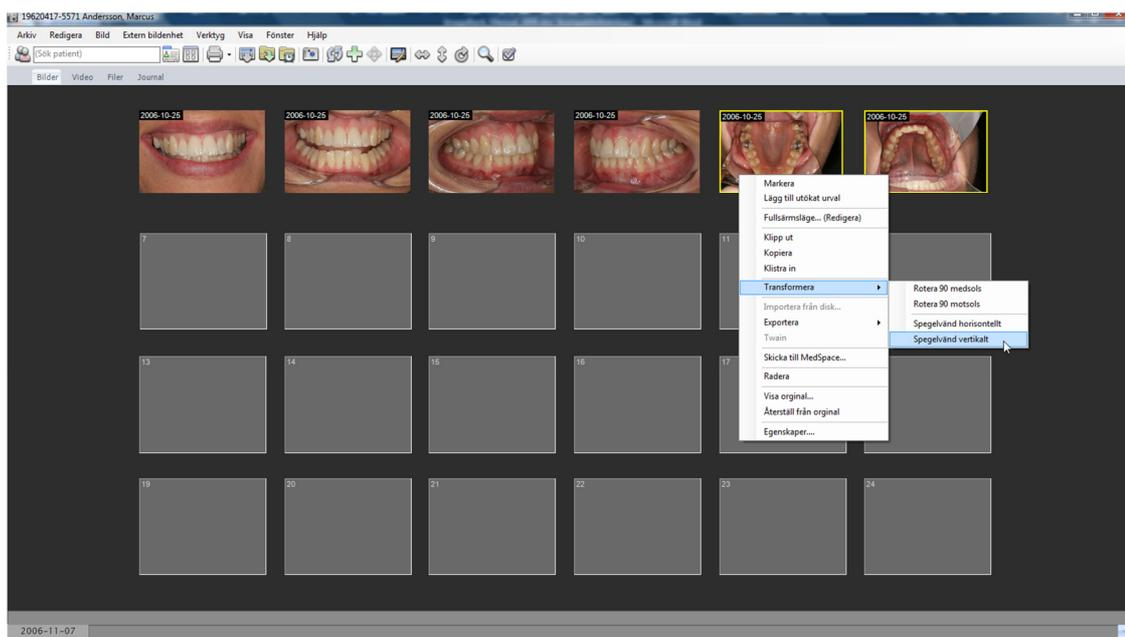 19620417-5571 Andersson, Marcus
Arkiv Redigera Bild Extern bildenhet Verktyg Visa Fönster Hjälp
(Sök patient)
Bilder Video Filer Journal
2006-10-25 2006-10-25 2006-10-25 2006-10-25 2006-10-25 2006-10-25
Markera
Lägg till utökat urval
Fullsärmsläge... (Redigera)
7 8 9 10 11
Klipp ut
Kopiera
Klistra in
Transformera
Rotera 90 medsols
Rotera 90 motsols
Importera från disk...
Exportera
Spegelvänd horisontellt
Twain
Spegelvänd vertikalt
13 14 15 16 17
Skicka till MedSpace...
Radera
Visa orginal...
Återställ från orginal
Egenskaper....
19 20 21 22 23 24
2006-11-07